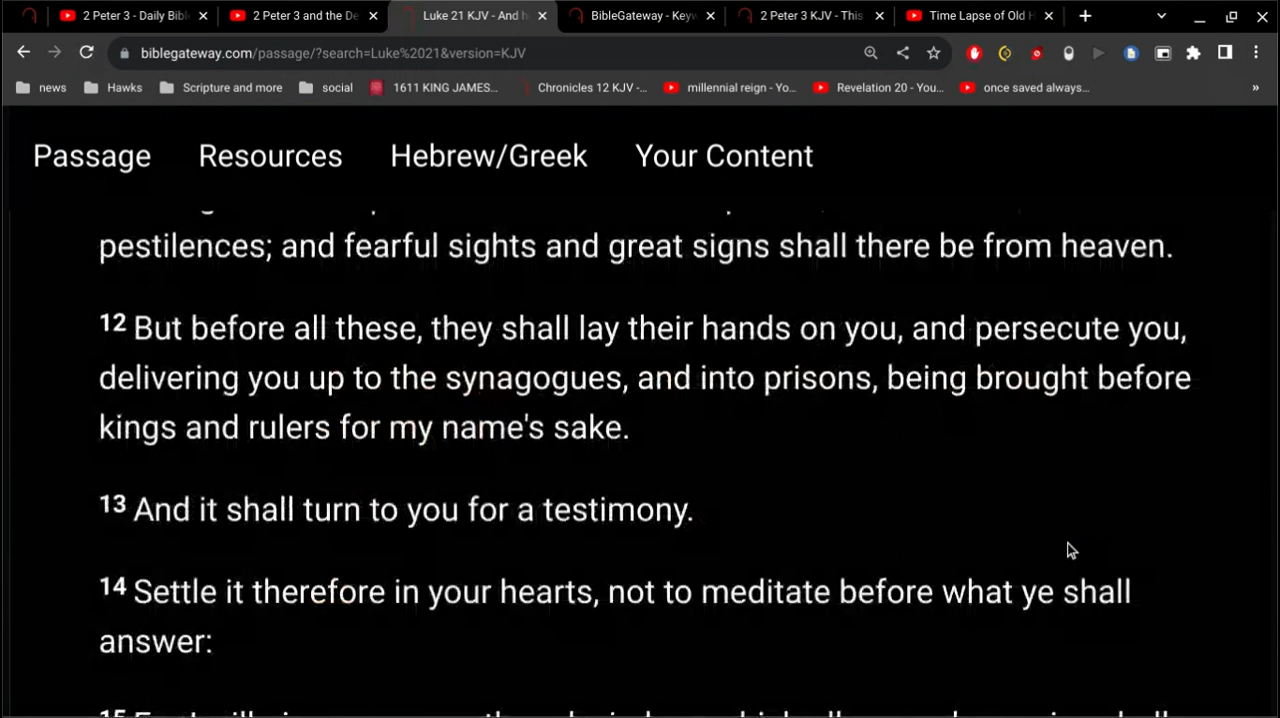 2 Peter 3 - Daily Bibl
2 Peter 3 and the De
Luke 21 KJV - And h
BibleGateway - Keyw
2 Peter 3 KJV - This
Time Lapse of Old H
biblegateway.com/passage/?search=Luke%2021&version=KJV
news
Hawks
Scripture and more
social
1611 KING JAMES...
Chronicles 12 KJV -...
millennial reign - Yo...
Revelation 20 - You...
once saved always...
»
Passage Resources Hebrew/Greek Your Content
pestilences; and fearful sights and great signs shall there be from heaven.
12 But before all these, they shall lay their hands on you, and persecute you,
delivering you up to the synagogues, and into prisons, being brought before
kings and rulers for my name's sake.
13 And it shall turn to you for a testimony.
14 Settle it therefore in your hearts, not to meditate before what ye shall
answer:
15